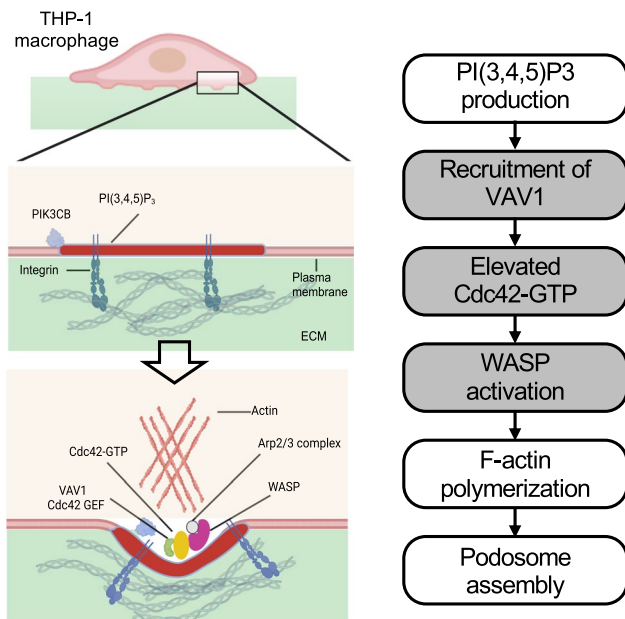 THP-1
macrophage
PIK3CB
PI(3,4,5)P₃
Integrin
Plasma
membrane
ECM
Actin
Cdc42-GTP
Arp2/3 complex
VAV1
Cdc42 GEF
WASP
PI(3,4,5)P3
production
Recruitment of
VAV1
Elevated
Cdc42-GTP
WASP
activation
F-actin
polymerization
Podosome
assembly